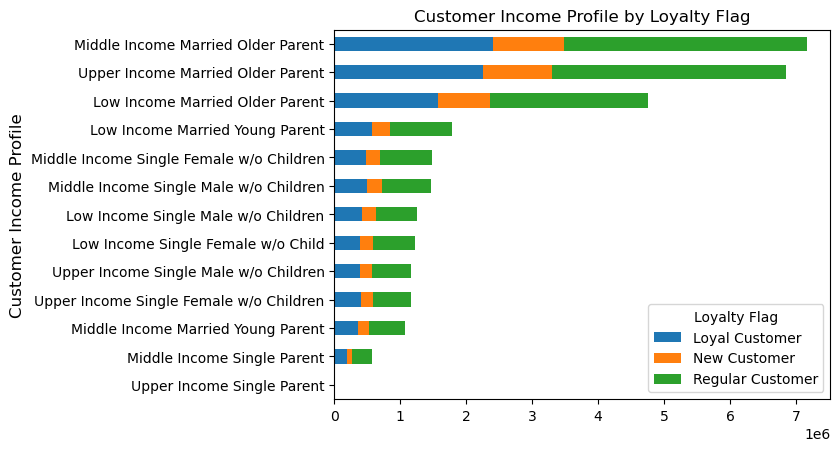 Customer Income Profile by Loyalty Flag
Customer Income Profile
Middle Income Married Older Parent
Upper Income Married Older Parent
Low Income Married Older Parent
Low Income Married Young Parent
Middle Income Single Female w/o Children
Middle Income Single Male w/o Children
Low Income Single Male w/o Children
Low Income Single Female w/o Child
Upper Income Single Male w/o Children
Upper Income Single Female w/o Children
Middle Income Married Young Parent
Middle Income Single Parent
Upper Income Single Parent
Loyalty Flag
Loyal Customer
New Customer
Regular Customer
0 1 2 3 4 5 6 7
1e6